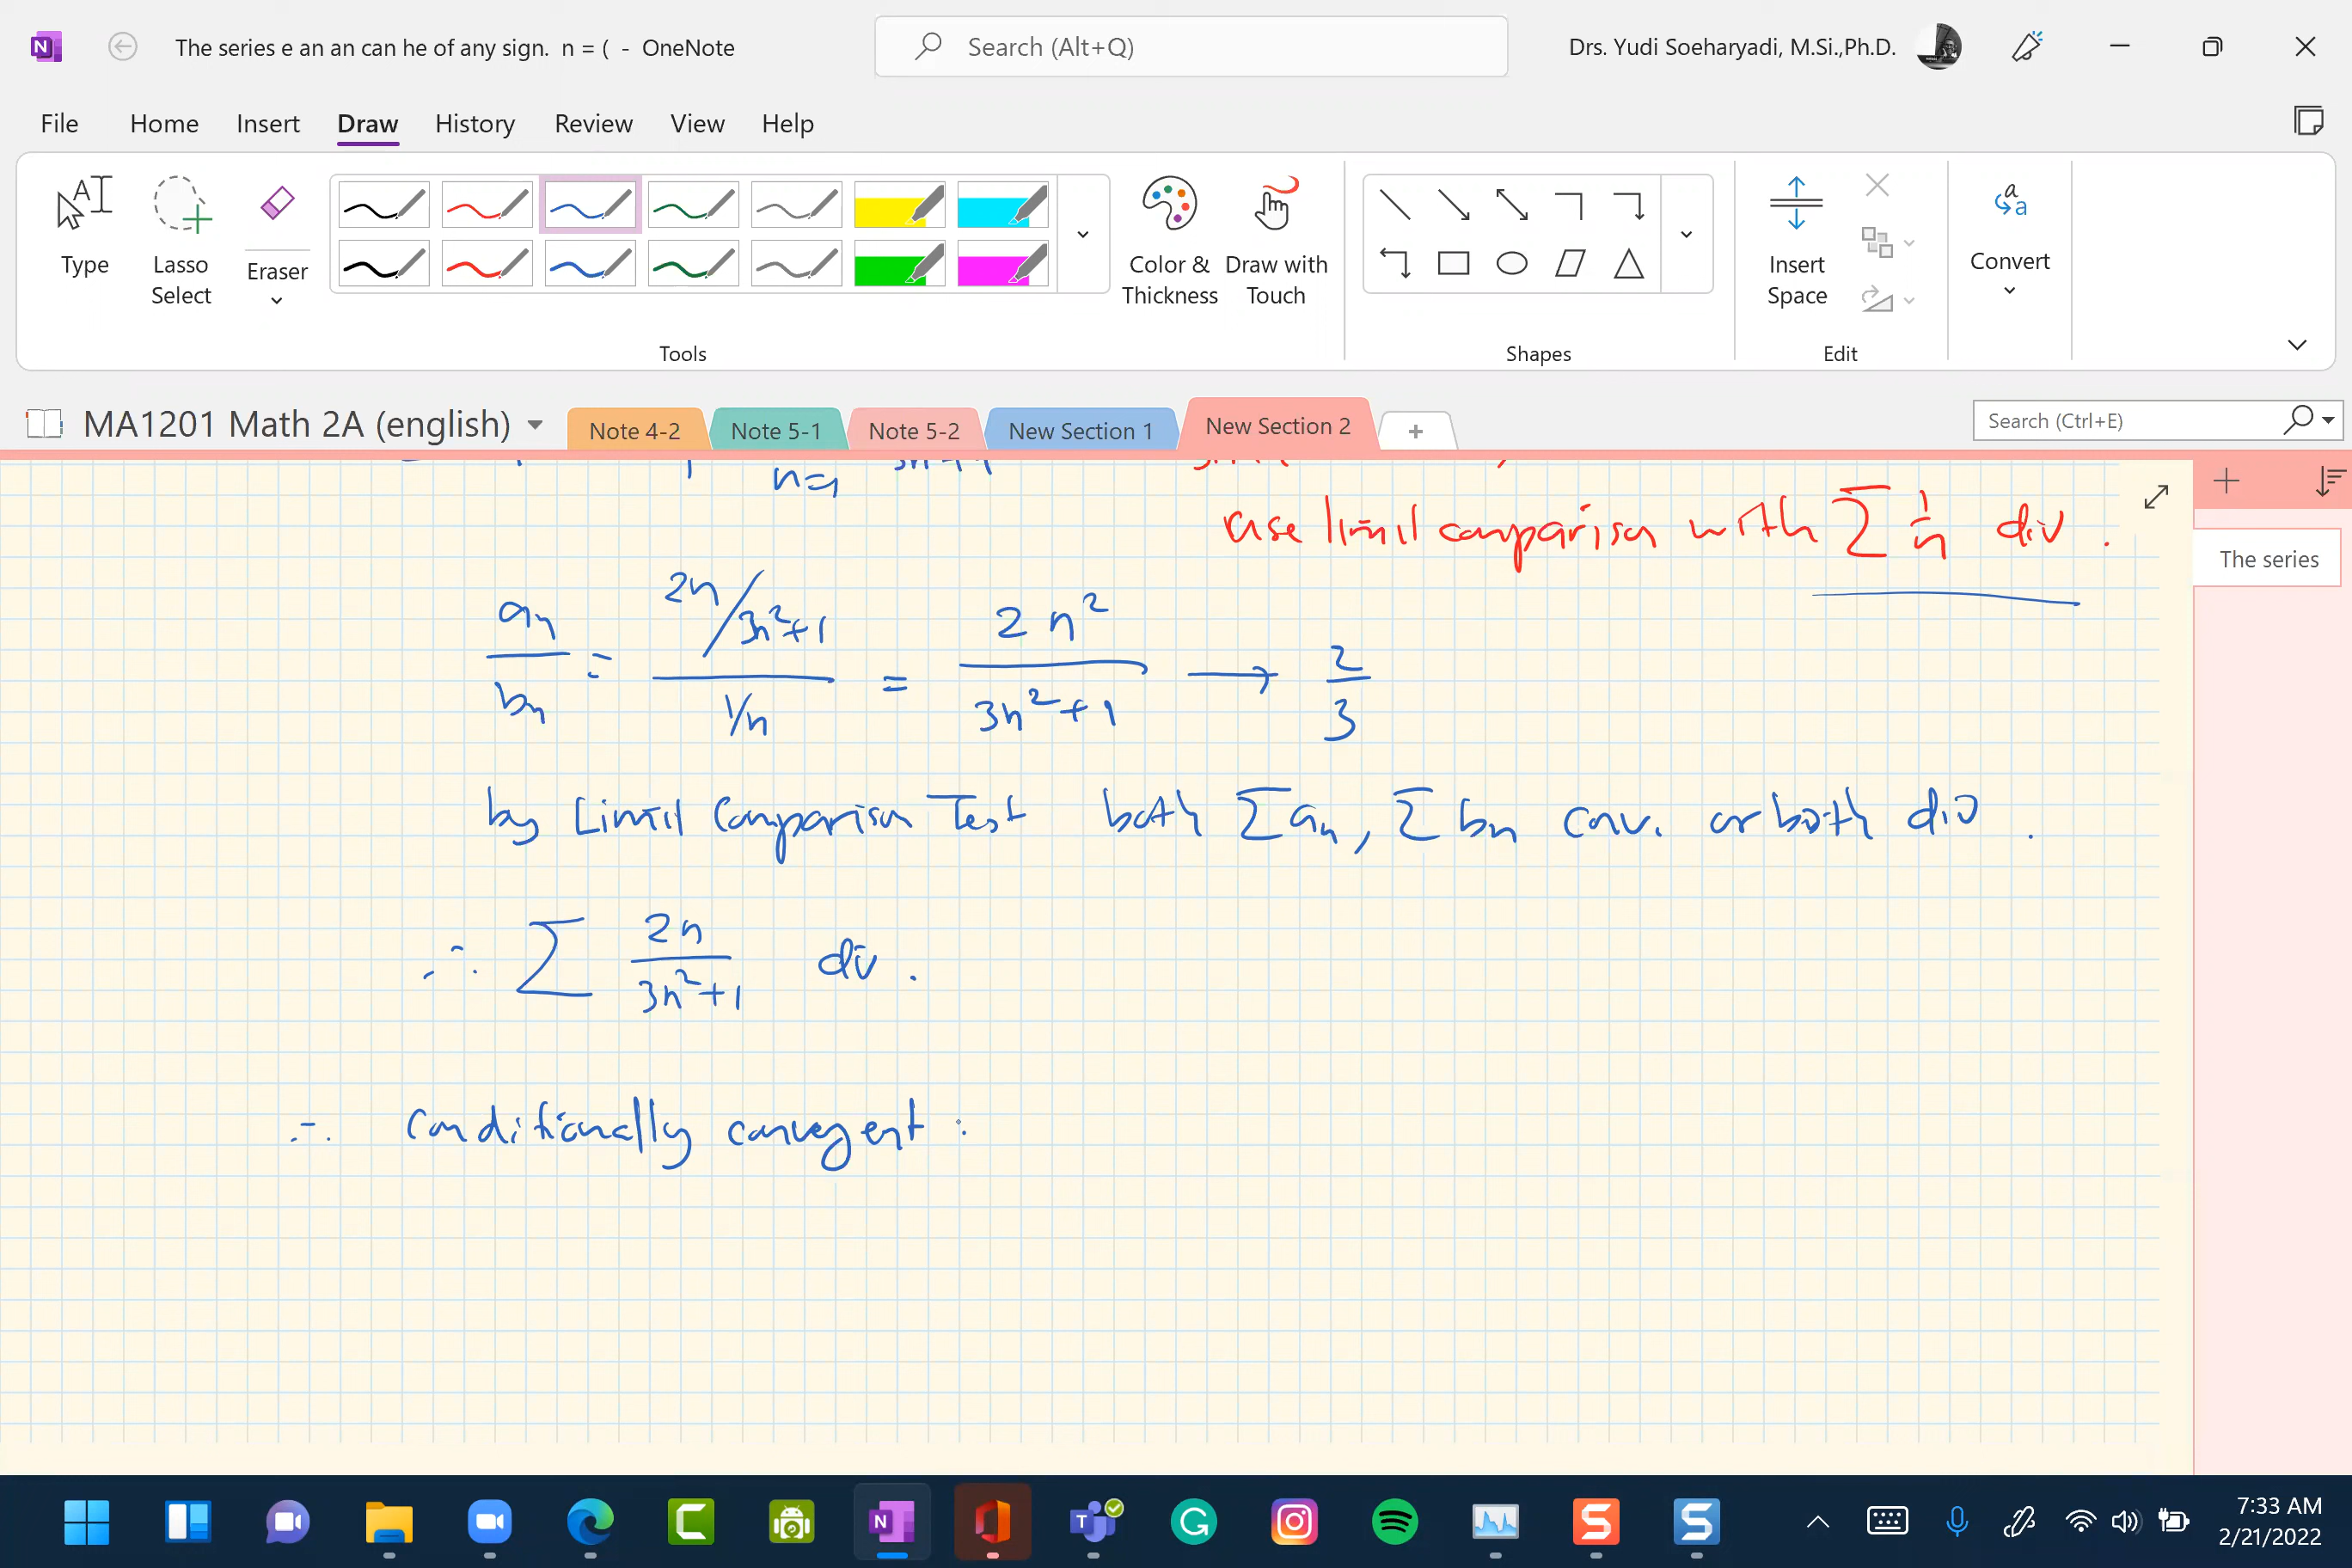 The series e an an can he of any sign. n = ( - OneNote
Search (Alt+Q)
Drs. Yudi Soeharyadi, M.Si.,Ph.D.
File Home Insert Draw History Review View Help
Type
Lasso Select
Eraser
Color & Thickness
Draw with Touch
Insert Space
Convert
Tools
Shapes
Edit
MA1201 Math 2A (english)
Note 4-2
Note 5-1
Note 5-2
New Section 1
New Section 2
Search (Ctrl+E)
The series
n=1
use limit comparison with Σ 1/n div.
an/bn = (2n/3n²+1)/(1/n) = 2n²/(3n²+1) → 2/3
by Limit Comparison Test both Σan, Σbn conv. or both div.
∴ Σ 2n/(3n²+1) div.
∴ conditionally convergent.
7:33 AM
2/21/2022